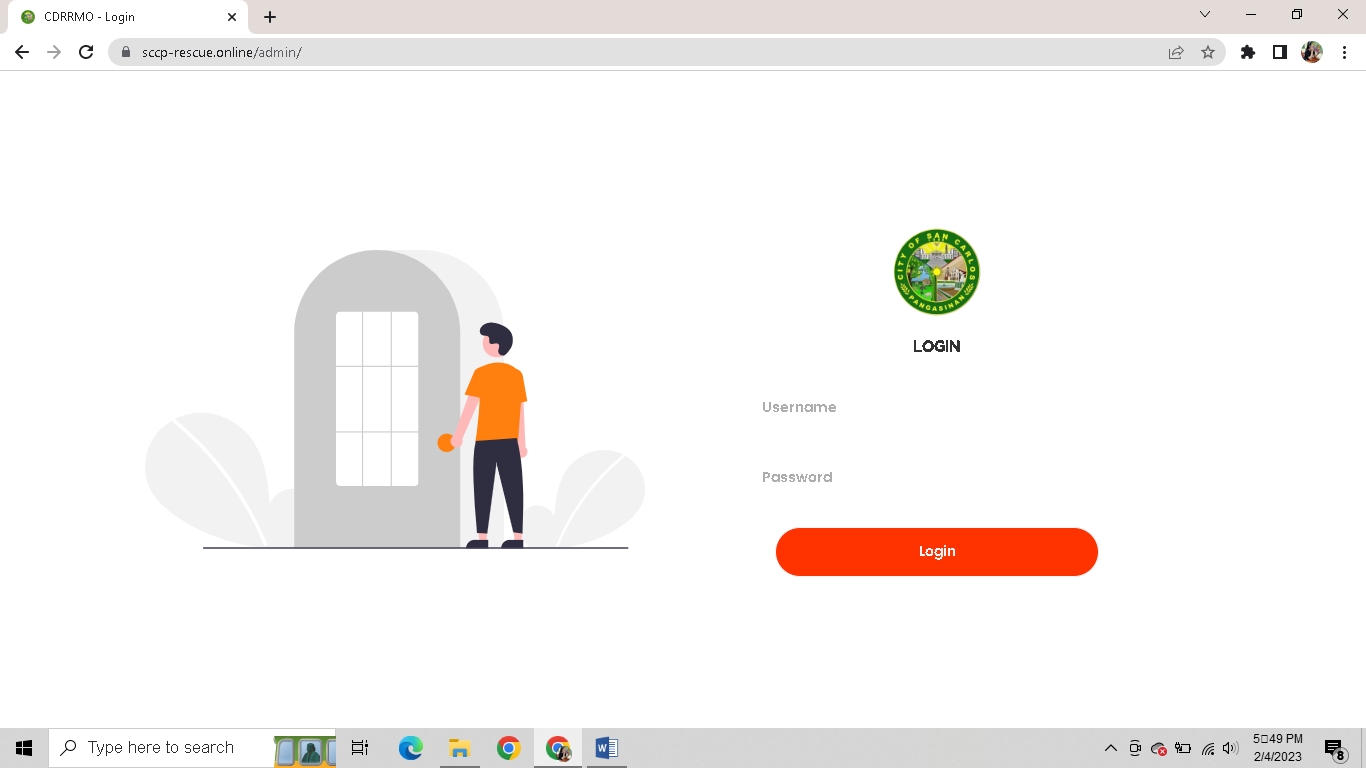 CDRRMO - Login
sccp-rescue.online/admin/
CITY OF SAN CARLOS
PANGASINAN
LOGIN
Username
Password
Login
Type here to search
5▯49 PM
2/4/2023
8